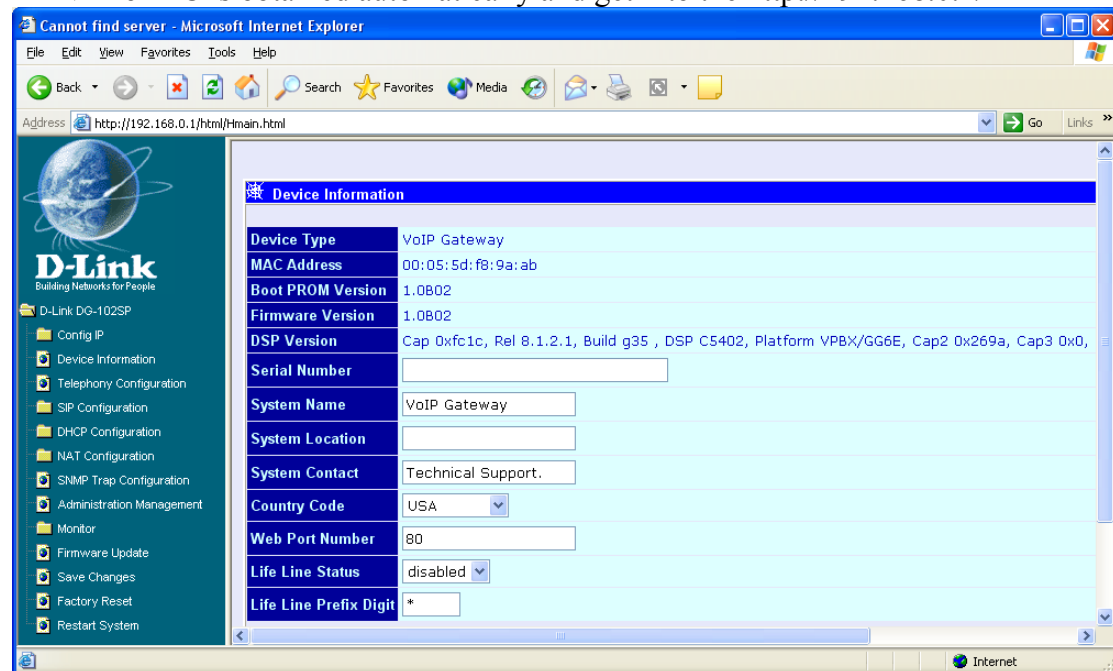 Cannot find server - Microsoft Internet Explorer
File Edit View Favorites Tools Help
Back Search Favorites Media
Address http://192.168.0.1/html/Hmain.html Go Links »
D-Link
Building Networks for People
D-Link DG-102SP
Config IP
Device Information
Telephony Configuration
SIP Configuration
DHCP Configuration
NAT Configuration
SNMP Trap Configuration
Administration Management
Monitor
Firmware Update
Save Changes
Factory Reset
Restart System
Device Information
Device Type VoIP Gateway
MAC Address 00:05:5d:f8:9a:ab
Boot PROM Version 1.0B02
Firmware Version 1.0B02
DSP Version Cap 0xfc1c, Rel 8.1.2.1, Build g35 , DSP C5402, Platform VPBX/GG6E, Cap2 0x269a, Cap3 0x0,
Serial Number
System Name VoIP Gateway
System Location
System Contact Technical Support.
Country Code USA
Web Port Number 80
Life Line Status disabled
Life Line Prefix Digit *
Internet